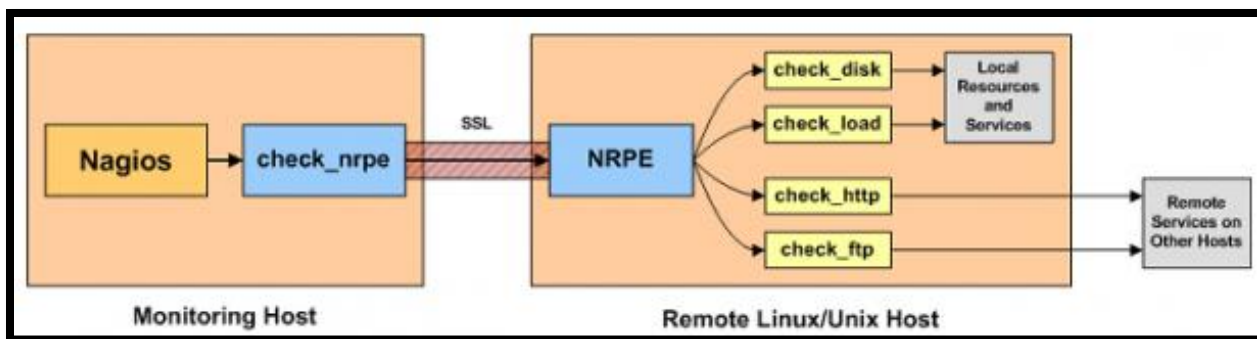 Nagios
check_nrpe
SSL
NRPE
check_disk
check_load
check_http
check_ftp
Local
Resources
and
Services
Remote
Services on
Other Hosts
Monitoring Host
Remote Linux/Unix Host